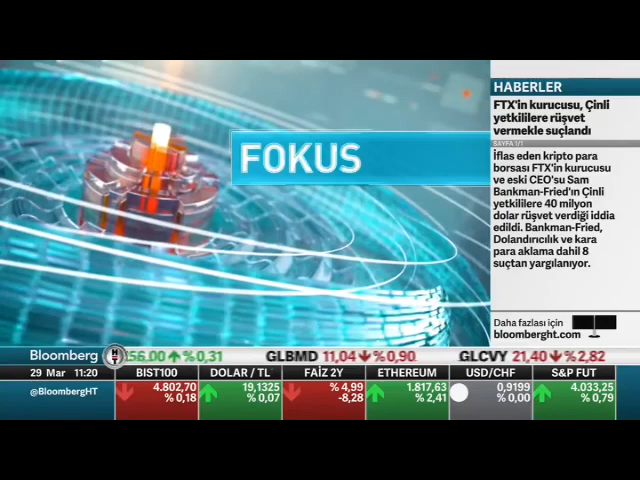 FOKUS
HABERLER
FTX'in kurucusu, Çinli
yetkililere rüşvet
vermekle suçlandı
SAYFA 1/1
İflas eden kripto para
borsası FTX'in kurucusu
ve eski CEO'su Sam
Bankman-Fried'ın Çinli
yetkililere 40 milyon
dolar rüşvet verdiği iddia
edildi. Bankman-Fried,
Dolandırıcılık ve kara
para aklama dahil 8
suçtan yargılanıyor.
Daha fazlası için
bloomberght.com
Bloomberg HT 156,00 % 0,31 GLBMD 11,04 % 0,90 GLCVY 21,40 % 2,82
29 Mar 11:20 BIST100 DOLAR / TL FAİZ 2Y ETHEREUM USD/CHF S&P FUT
@BloombergHT 4.802,70 19,1325 % 4,99 1.817,63 0,9199 4.033,25
% 0,18 % 0,07 -8,28 % 2,41 % 0,00 % 0,79